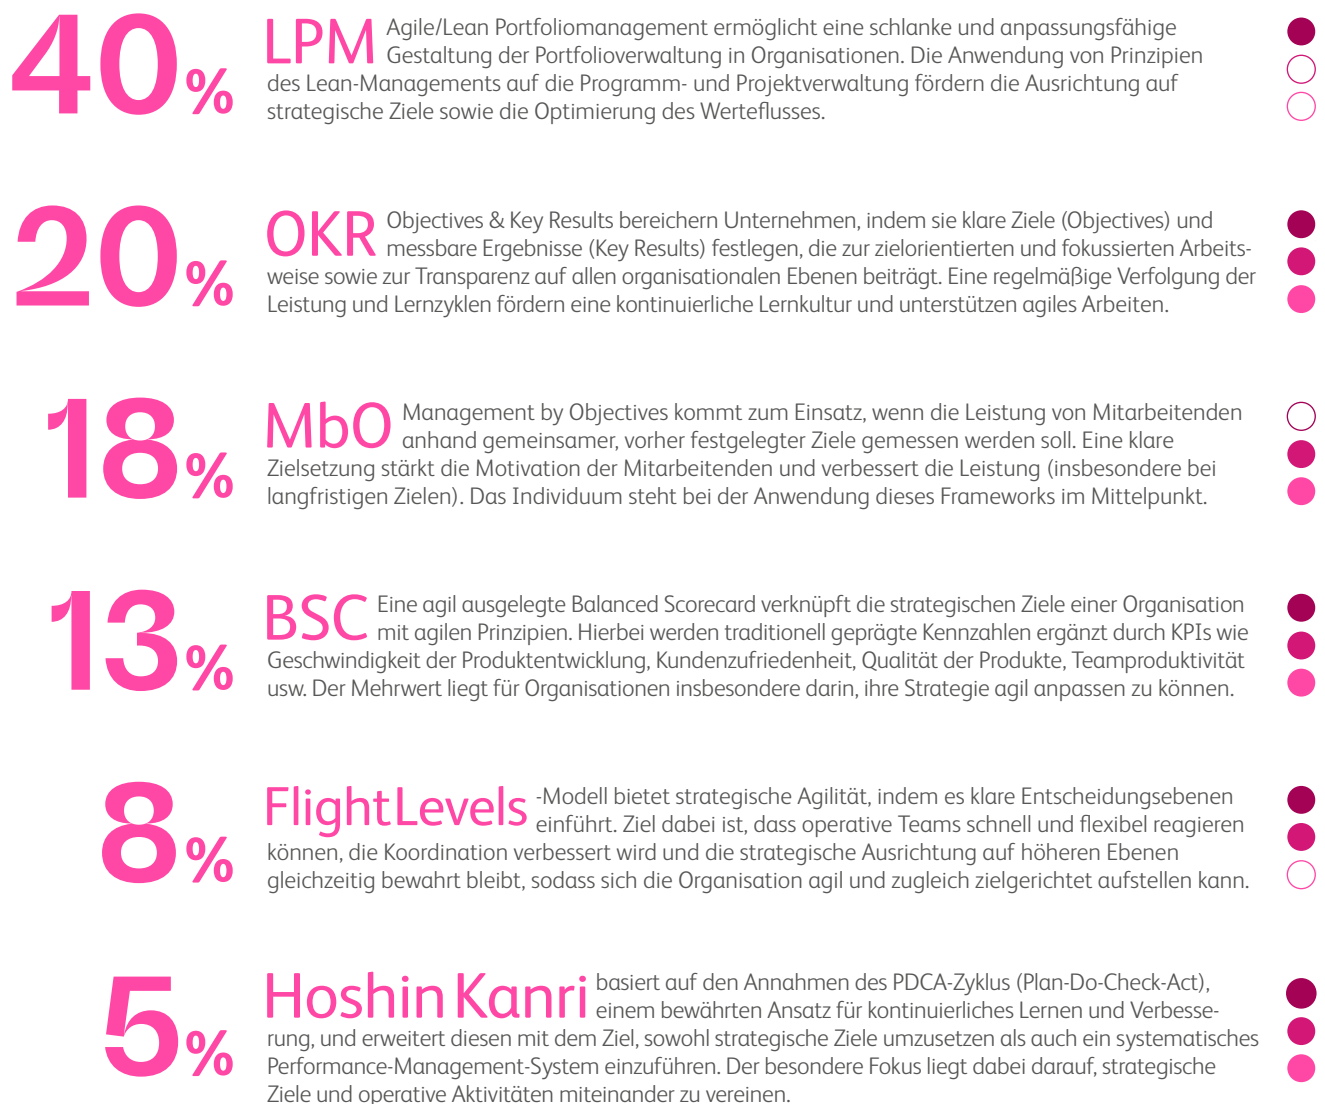 40% LPM Agile/Lean Portfoliomanagement ermöglicht eine schlanke und anpassungsfähige
Gestaltung der Portfolioverwaltung in Organisationen. Die Anwendung von Prinzipien
des Lean-Managements auf die Programm- und Projektverwaltung fördern die Ausrichtung auf
strategische Ziele sowie die Optimierung des Werteflusses.
20% OKR Objectives & Key Results bereichern Unternehmen, indem sie klare Ziele (Objectives) und
messbare Ergebnisse (Key Results) festlegen, die zur zielorientierten und fokussierten Arbeits-
weise sowie zur Transparenz auf allen organisationalen Ebenen beiträgt. Eine regelmäßige Verfolgung der
Leistung und Lernzyklen fördern eine kontinuierliche Lernkultur und unterstützen agiles Arbeiten.
18% MbO Management by Objectives kommt zum Einsatz, wenn die Leistung von Mitarbeitenden
anhand gemeinsamer, vorher festgelegter Ziele gemessen werden soll. Eine klare
Zielsetzung stärkt die Motivation der Mitarbeitenden und verbessert die Leistung (insbesondere bei
langfristigen Zielen). Das Individuum steht bei der Anwendung dieses Frameworks im Mittelpunkt.
13% BSC Eine agil ausgelegte Balanced Scorecard verknüpft die strategischen Ziele einer Organisation
mit agilen Prinzipien. Hierbei werden traditionell geprägte Kennzahlen ergänzt durch KPIs wie
Geschwindigkeit der Produktentwicklung, Kundenzufriedenheit, Qualität der Produkte, Teamproduktivität
usw. Der Mehrwert liegt für Organisationen insbesondere darin, ihre Strategie agil anpassen zu können.
8% Flight Levels -Modell bietet strategische Agilität, indem es klare Entscheidungsebenen
einführt. Ziel dabei ist, dass operative Teams schnell und flexibel reagieren
können, die Koordination verbessert wird und die strategische Ausrichtung auf höheren Ebenen
gleichzeitig bewahrt bleibt, sodass sich die Organisation agil und zugleich zielgerichtet aufstellen kann.
5% Hoshin Kanri basiert auf den Annahmen des PDCA-Zyklus (Plan-Do-Check-Act),
einem bewährten Ansatz für kontinuierliches Lernen und Verbesse-
rung, und erweitert diesen mit dem Ziel, sowohl strategische Ziele umzusetzen als auch ein systematisches
Performance-Management-System einzuführen. Der besondere Fokus liegt dabei darauf, strategische
Ziele und operative Aktivitäten miteinander zu vereinen.